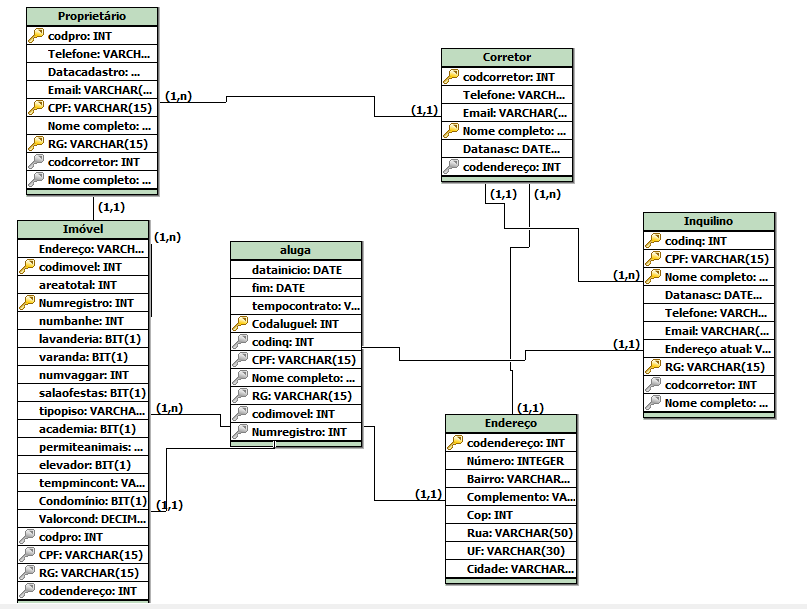 Proprietário
codpro: INT
Telefone: VARCH...
Datacadastro: ...
Email: VARCHAR(...
CPF: VARCHAR(15)
Nome completo: ...
RG: VARCHAR(15)
codcorretor: INT
Nome completo: ...
(1,n)
(1,1)
Corretor
codcorretor: INT
Telefone: VARCH...
Email: VARCHAR(...
Nome completo: ...
Datanasc: DATE...
codendereço: INT
(1,1)
(1,n)
(1,1)
Imóvel
Endereço: VARCH...
codimovel: INT
areatotal: INT
Numregistro: INT
numbanhe: INT
lavanderia: BIT(1)
varanda: BIT(1)
numvaggar: INT
salaofestas: BIT(1)
tipopiso: VARCHA...
academia: BIT(1)
permiteanimais: ...
elevador: BIT(1)
tempmincont: VA...
Condomínio: BIT(1)
Valorcond: DECIM...
codpro: INT
CPF: VARCHAR(15)
RG: VARCHAR(15)
codendereço: INT
(1,n)
(1,n)
(1,1)
aluga
datainicio: DATE
fim: DATE
tempocontrato: V...
Codaluguel: INT
codinq: INT
CPF: VARCHAR(15)
Nome completo: ...
RG: VARCHAR(15)
codimovel: INT
Numregistro: INT
Inquilino
codinq: INT
CPF: VARCHAR(15)
Nome completo: ...
Datanasc: DATE...
Telefone: VARCH...
Email: VARCHAR(...
Endereço atual: V...
RG: VARCHAR(15)
codcorretor: INT
Nome completo: ...
(1,n)
(1,1)
(1,1)
(1,1)
Endereço
codendereço: INT
Número: INTEGER
Bairro: VARCHAR...
Complemento: VA...
Cop: INT
Rua: VARCHAR(50)
UF: VARCHAR(30)
Cidade: VARCHAR...